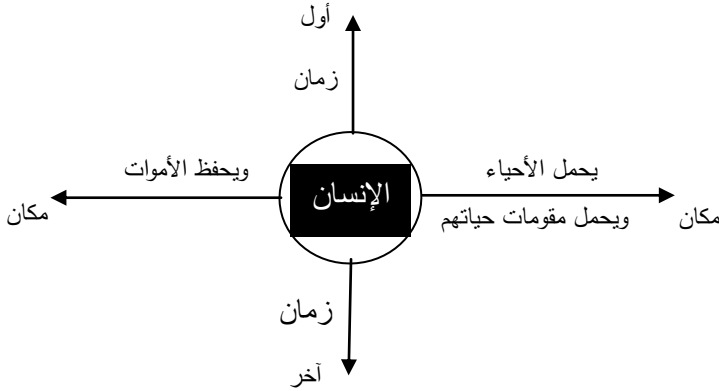 أول
زمان
يحمل الأحياء
ويحفظ الأموات
الإنسان
مكان
ويحمل مقومات حياتهم
مكان
زمان
آخر